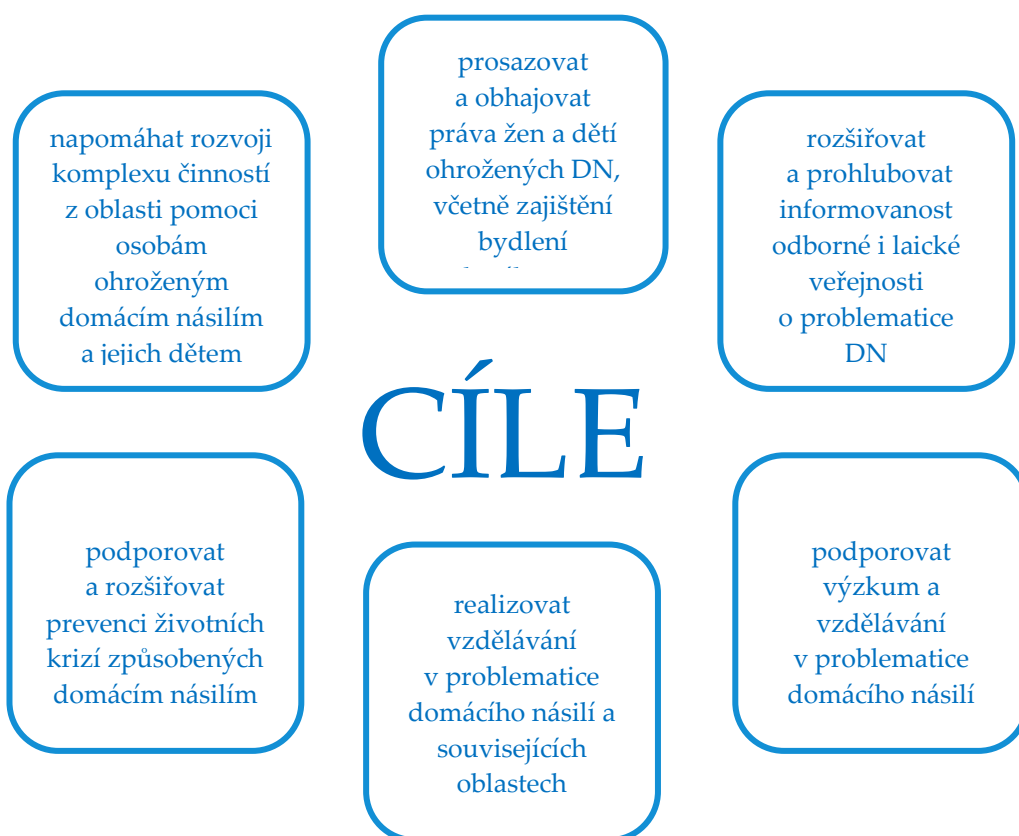 prosazovat
a obhajovat
práva žen a dětí
ohrožených DN,
včetně zajištění
bydlení
napomáhat rozvoji
komplexu činností
z oblasti pomoci
osobám
ohroženým
domácím násilím
a jejich dětem
rozšiřovat
a prohlubovat
informovanost
odborné i laické
veřejnosti
o problematice
DN
CÍLE
podporovat
a rozšiřovat
prevenci životních
krizí způsobených
domácím násilím
realizovat
vzdělávání
v problematice
domácího násilí a
souvisejících
oblastech
podporovat
výzkum a
vzdělávání
v problematice
domácího násilí